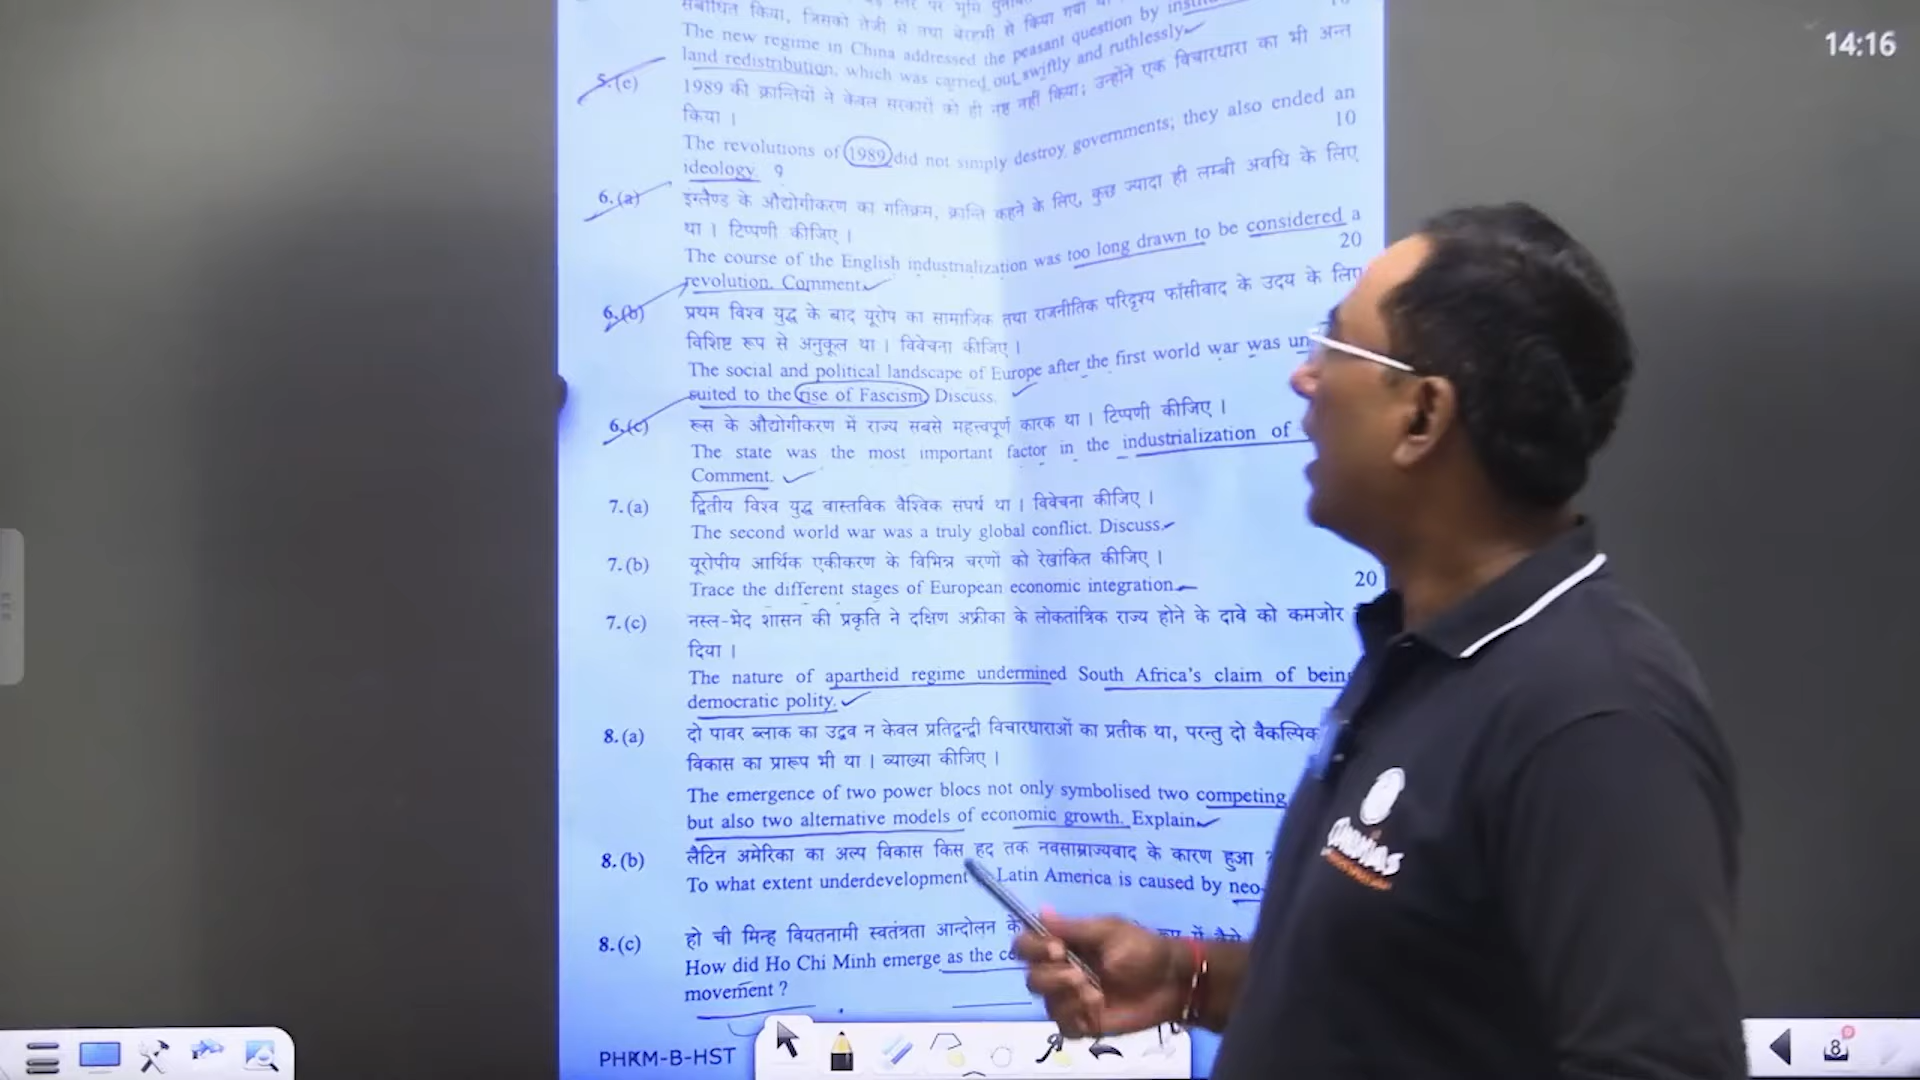 14:16
संबोधित किया, जिसको तेज़ी से तथा बेरहमी से किया गया
The new regime in China addressed the peasant question by
land redistribution, which was carried out swiftly and ruthlessly
5.(c) 1989 की क्रान्तियों ने केवल सरकारों को ही नष्ट नहीं किया; उन्होंने एक विचारधारा का भी अन्त
किया ।
The revolutions of 1989 did not simply destroy governments; they also ended an
ideology. 10
6.(a) इंग्लैण्ड के औद्योगीकरण का गतिक्रम, क्रान्ति कहने के लिए, कुछ ज्यादा ही लम्बी अवधि के लिए
था । टिप्पणी कीजिए ।
The course of the English industrialization was too long drawn to be considered a
revolution. Comment. 20
6.(b) प्रथम विश्व युद्ध के बाद यूरोप का सामाजिक तथा राजनीतिक परिदृश्य फाँसीवाद के उदय के लिए
विशिष्ट रूप से अनुकूल था । विवेचना कीजिए ।
The social and political landscape of Europe after the first world war was un
suited to the rise of Fascism. Discuss.
6.(c) रूस के औद्योगीकरण में राज्य सबसे महत्त्वपूर्ण कारक था । टिप्पणी कीजिए ।
The state was the most important factor in the industrialization of
Comment.
7.(a) द्वितीय विश्व युद्ध वास्तविक वैश्विक संघर्ष था । विवेचना कीजिए ।
The second world war was a truly global conflict. Discuss.
7.(b) यूरोपीय आर्थिक एकीकरण के विभिन्न चरणों को रेखांकित कीजिए ।
Trace the different stages of European economic integration. 20
7.(c) नस्ल-भेद शासन की प्रकृति ने दक्षिण अफ्रीका के लोकतांत्रिक राज्य होने के दावे को कमजोर
दिया ।
The nature of apartheid regime undermined South Africa's claim of being
democratic polity.
8.(a) दो पावर ब्लाक का उद्भव न केवल प्रतिद्वन्द्वी विचारधाराओं का प्रतीक था, परन्तु दो वैकल्पिक
विकास का प्रारूप भी था । व्याख्या कीजिए ।
The emergence of two power blocs not only symbolised two competing
but also two alternative models of economic growth. Explain.
8.(b) लैटिन अमेरिका का अल्प विकास किस हद तक नवसाम्राज्यवाद के कारण हुआ ?
To what extent underdevelopment Latin America is caused by neo-
8.(c) हो ची मिन्ह वियतनामी स्वतंत्रता आन्दोलन के
How did Ho Chi Minh emerge as the ce
movement ?
PHKM-B-HST
8